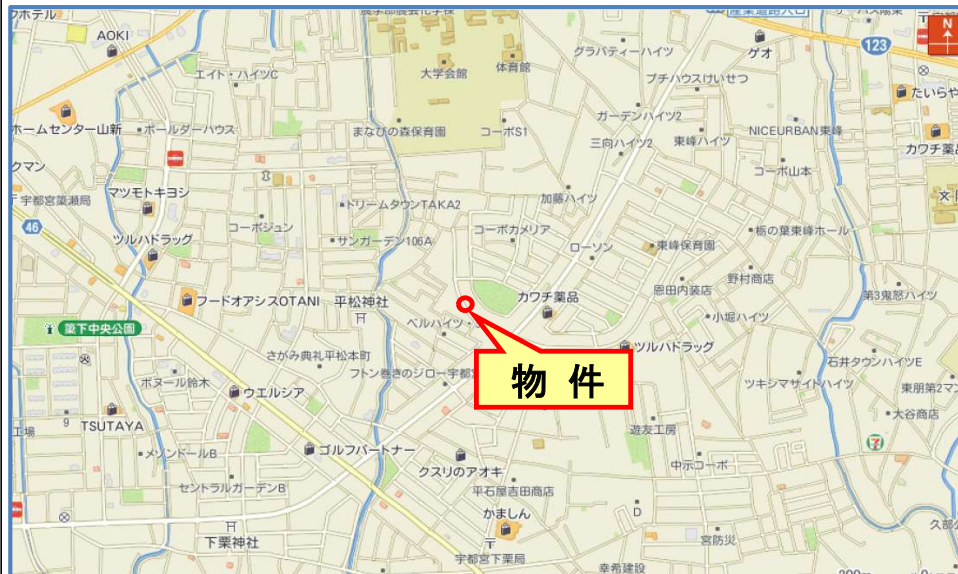 AOKI
大学会館
体育館
グラバティーハイツ
ゲオ
N
123
エイト・ハイツC
プチハウスけいせつ
たいらや
ホームセンター山新
ボールダーハウス
まなびの森保育園
コーポS1
ガーデンハイツ2
三向ハイツ2
東峰ハイツ
NICEURBAN東峰
カワチ薬品
クマン
コーポ山本
宇都宮簗瀬局
マツモトキヨシ
ドリームタウンTAKA2
加藤ハイツ
46
コーポジュン
コーポカメリア
栃の葉東峰ホール
ツルハドラッグ
サンガーデン106A
ローソン
東峰保育園
野村商店
恩田内装店
第3鬼怒ハイツ
フードオアシスOTANI
平松神社
カワチ薬品
小堀ハイツ
簗下中央公園
ベルハイツ・
さがみ典礼平松本町
ツルハドラッグ
石井タウンハイツE
物件
フトン巻きのジロー宇都宮
ボヌール鈴木
ウエルシア
ツキシマサイドハイツ
東朋第2マン
大谷商店
9
TSUTAYA
工場
遊友工房
メゾンドールB
ゴルフパートナー
クスリのアオキ
中示コーポ
7
セントラルガーデンB
平石屋吉田商店
かましん
D
下栗神社
宮防災
久部公
宇都宮下栗局
幸希建設